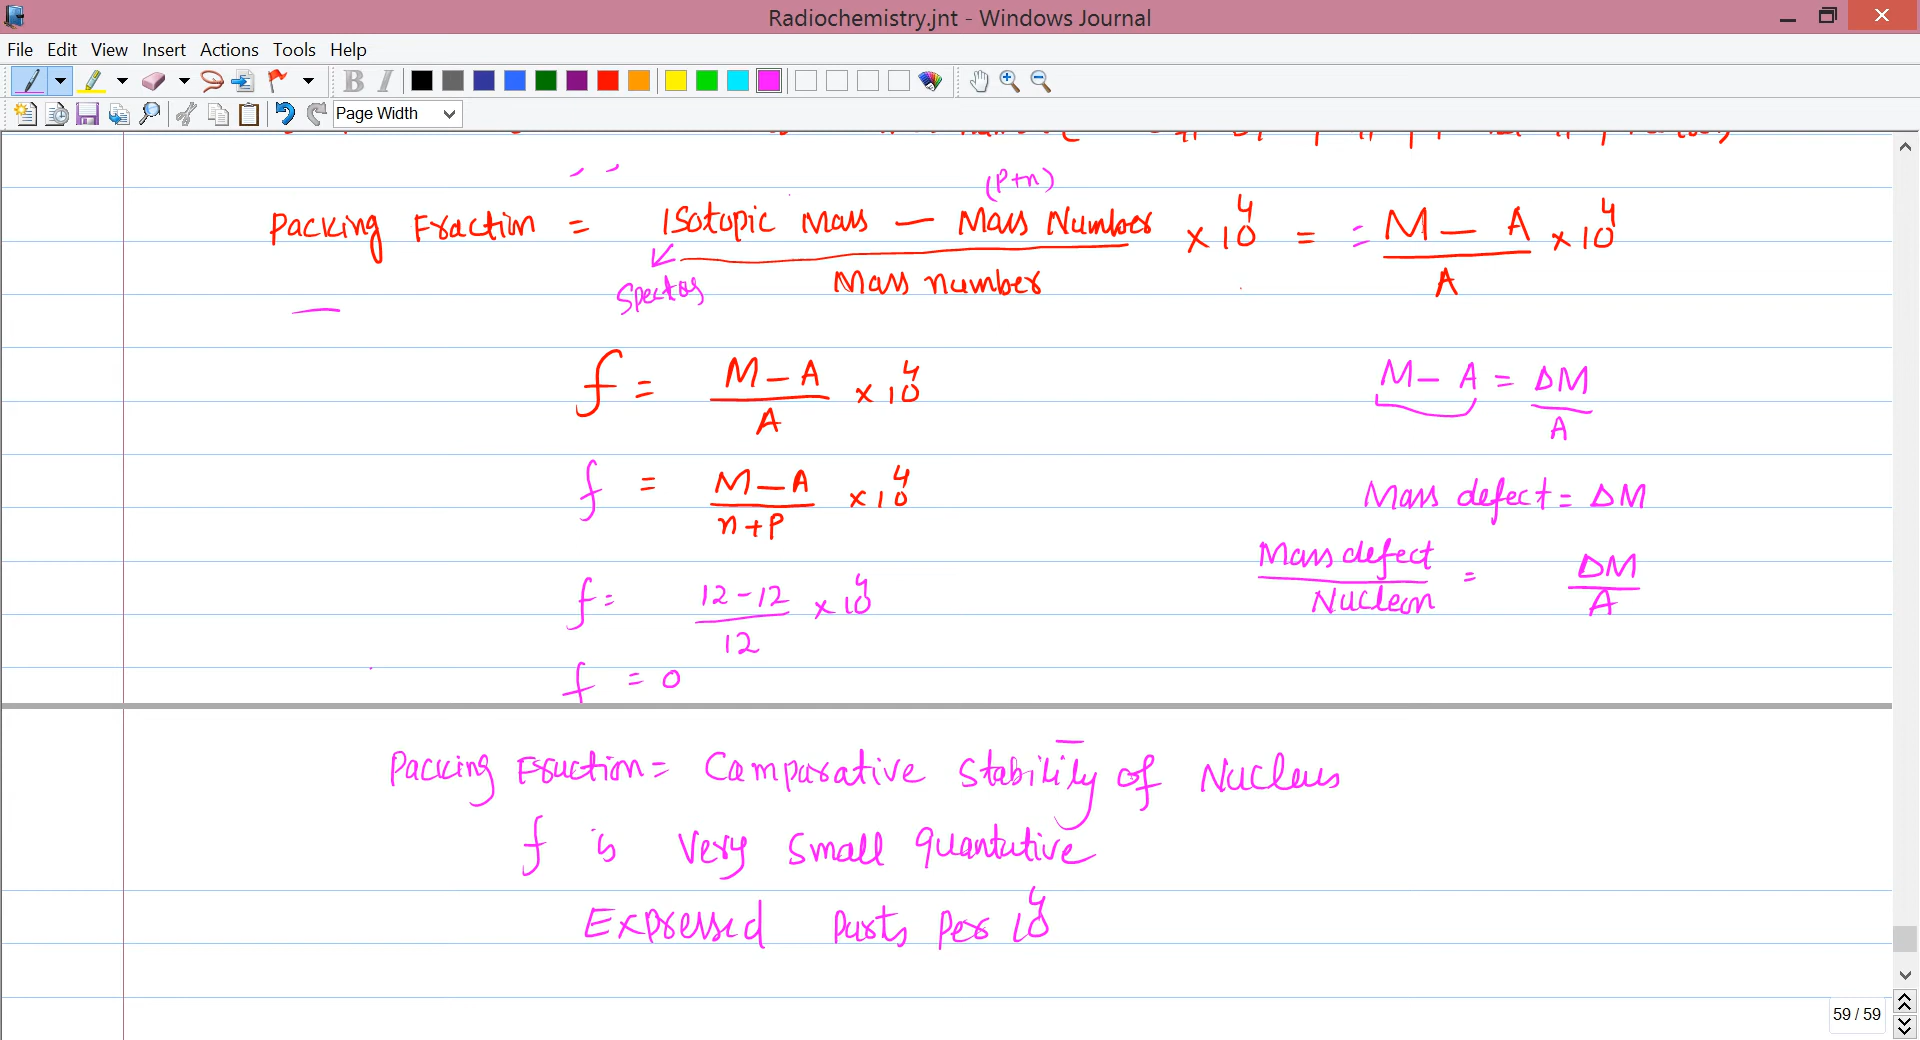 Radiochemistry.jnt - Windows Journal
File Edit View Insert Actions Tools Help
B I
Page Width
(P+n)
Packing Fraction = Isotopic Mass — Mass Number × 10^4 = = M — A × 10^4
Mass number A
Spectros
f = M — A × 10^4
A
M — A = ΔM
A
f = M — A × 10^4
n+P
Mass defect = ΔM
Mass defect = ΔM
Nucleon A
f = 12 - 12 × 10^4
12
f = 0
Packing Fraction = Comparative Stability of Nucleus
f is Very Small quantutive
Expressed Parts Per 10^4
59 / 59